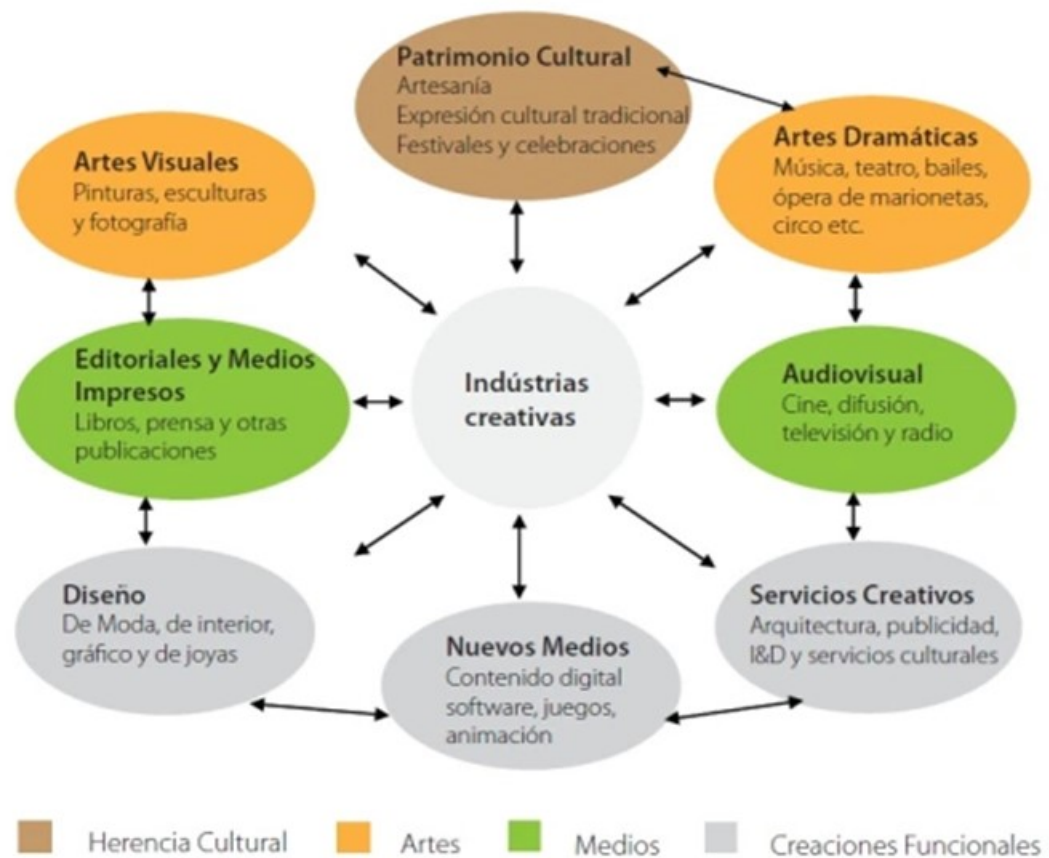 Patrimonio Cultural
Artesanía
Expresión cultural tradicional
Festivales y celebraciones
Artes Visuales
Pinturas, esculturas
y fotografía
Artes Dramáticas
Música, teatro, bailes,
ópera de marionetas,
circo etc.
Editoriales y Medios
Impresos
Libros, prensa y otras
publicaciones
Indústrias
creativas
Audiovisual
Cine, difusión,
televisión y radio
Diseño
De Moda, de interior,
gráfico y de joyas
Nuevos Medios
Contenido digital
software, juegos,
animación
Servicios Creativos
Arquitectura, publicidad,
I&D y servicios culturales
Herencia Cultural
Artes
Medios
Creaciones Funcionales